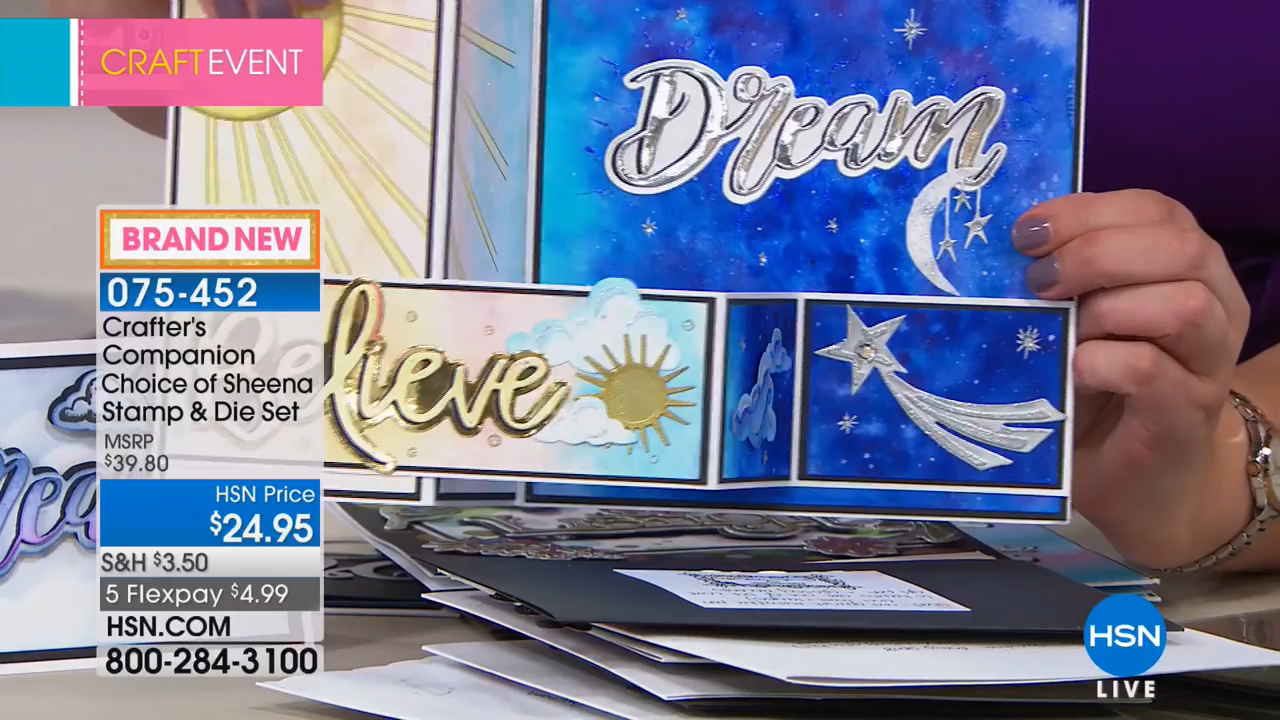 CRAFT EVENT
Dream
BRAND NEW
075-452
Crafter's
Companion
Choice of Sheena
Stamp & Die Set
MSRP
$39.80
HSN Price
$24.95
S&H $3.50
5 Flexpay $4.99
HSN.COM
800-284-3100
Believe
HSN
LIVE